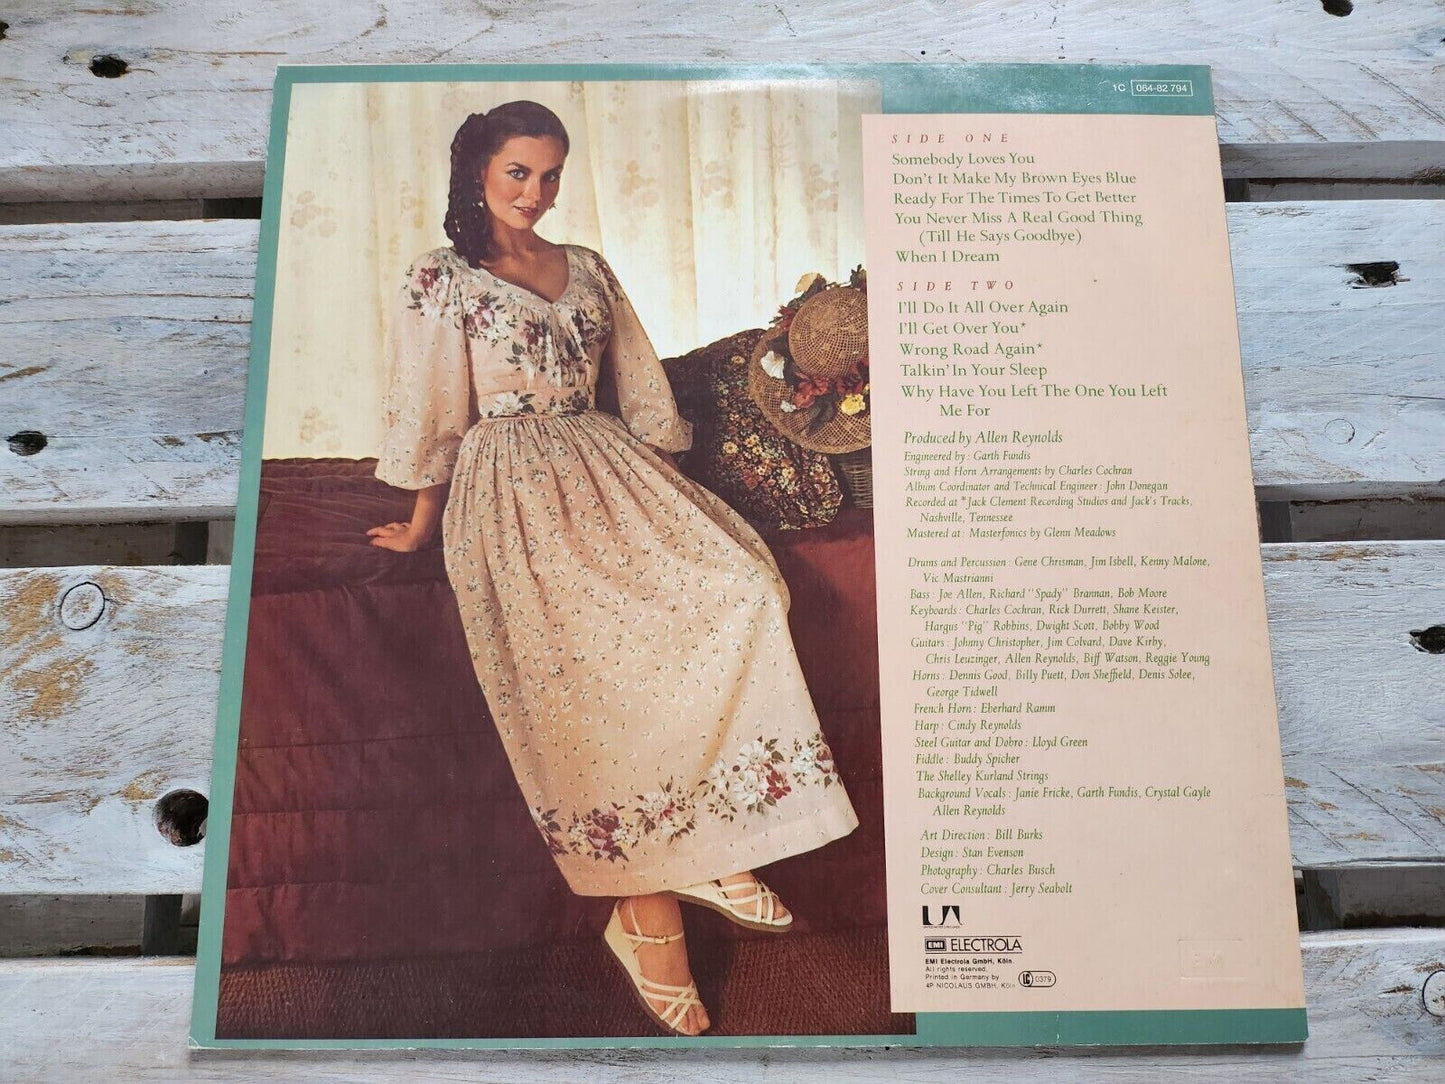 1C 064-82 794
SIDE ONE
Somebody Loves You
Don't It Make My Brown Eyes Blue
Ready For The Times To Get Better
You Never Miss A Real Good Thing
(Till He Says Goodbye)
When I Dream
SIDE TWO
I'll Do It All Over Again
I'll Get Over You*
Wrong Road Again*
Talkin' In Your Sleep
Why Have You Left The One You Left
Me For
Produced by Allen Reynolds
Engineered by: Garth Fundis
String and Horn Arrangements by Charles Cochran
Album Coordinator and Technical Engineer: John Donegan
Recorded at *Jack Clement Recording Studios and Jack's Tracks,
Nashville, Tennessee
Mastered at: Masterfonics by Glenn Meadows
Drums and Percussion: Gene Chrisman, Jim Isbell, Kenny Malone,
Vic Mastrianni
Bass: Joe Allen, Richard "Spady" Brannan, Bob Moore
Keyboards: Charles Cochran, Rick Durrett, Shane Keister,
Hargus "Pig" Robbins, Dwight Scott, Bobby Wood
Guitars: Johnny Christopher, Jim Colvard, Dave Kirby,
Chris Leuzinger, Allen Reynolds, Biff Watson, Reggie Young
Horns: Dennis Good, Billy Puett, Don Sheffield, Denis Solee,
George Tidwell
French Horn: Eberhard Ramm
Harp: Cindy Reynolds
Steel Guitar and Dobro: Lloyd Green
Fiddle: Buddy Spicher
The Shelley Kurland Strings
Background Vocals: Janie Fricke, Garth Fundis, Crystal Gayle
Allen Reynolds
Art Direction: Bill Burks
Design: Stan Evenson
Photography: Charles Busch
Cover Consultant: Jerry Seabolt
UA
EMI ELECTROLA
EMI Electrola GmbH, Köln
All rights reserved.
Printed in Germany by
4P NICOLAUS GMBH, Köln LC 0379